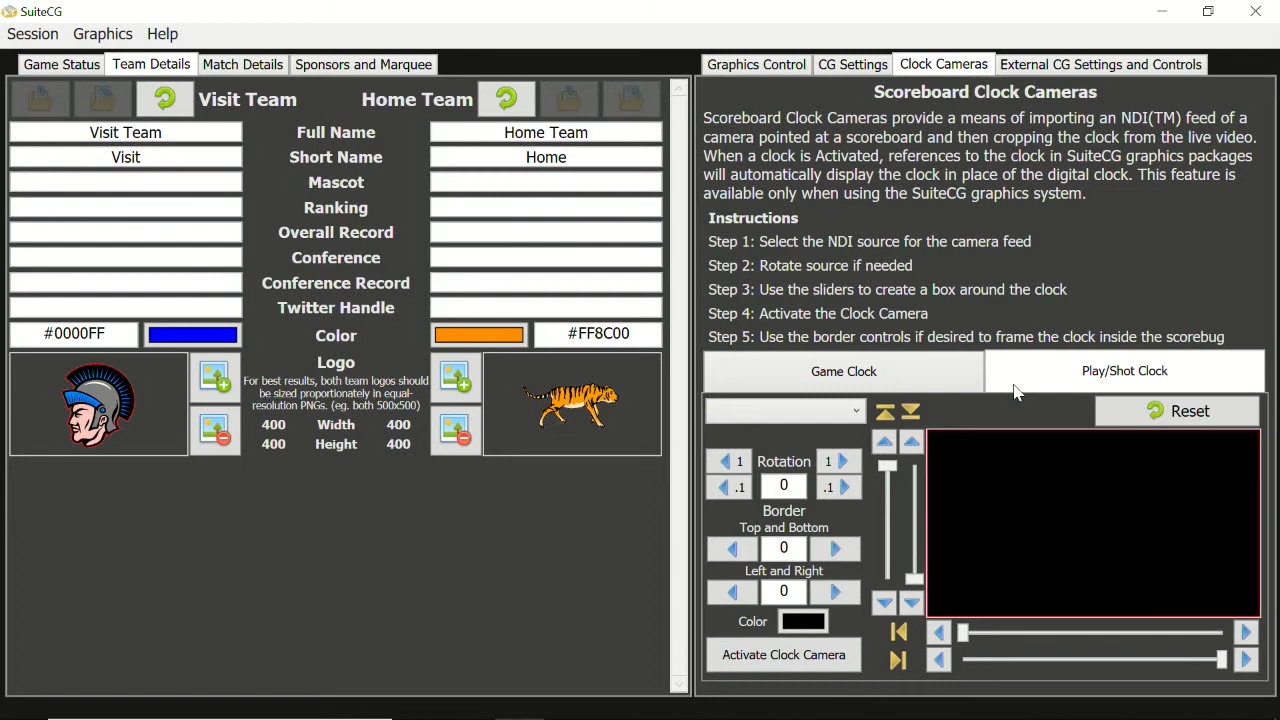 SuiteCG
Session Graphics Help
Game Status Team Details Match Details Sponsors and Marquee
Visit Team Home Team
Visit Team Full Name Home Team
Visit Short Name Home
Mascot
Ranking
Overall Record
Conference
Conference Record
Twitter Handle
#0000FF Color #FF8C00
Logo
For best results, both team logos should
be sized proportionately in equal-
resolution PNGs. (eg. both 500x500)
400 Width 400
400 Height 400
Graphics Control CG Settings Clock Cameras External CG Settings and Controls
Scoreboard Clock Cameras
Scoreboard Clock Cameras provide a means of importing an NDI(TM) feed of a
camera pointed at a scoreboard and then cropping the clock from the live video.
When a clock is Activated, references to the clock in SuiteCG graphics packages
will automatically display the clock in place of the digital clock. This feature is
available only when using the SuiteCG graphics system.
Instructions
Step 1: Select the NDI source for the camera feed
Step 2: Rotate source if needed
Step 3: Use the sliders to create a box around the clock
Step 4: Activate the Clock Camera
Step 5: Use the border controls if desired to frame the clock inside the scorebug
Game Clock Play/Shot Clock
Reset
1 Rotation 1
.1 0 .1
Border
Top and Bottom
0
Left and Right
0
Color
Activate Clock Camera